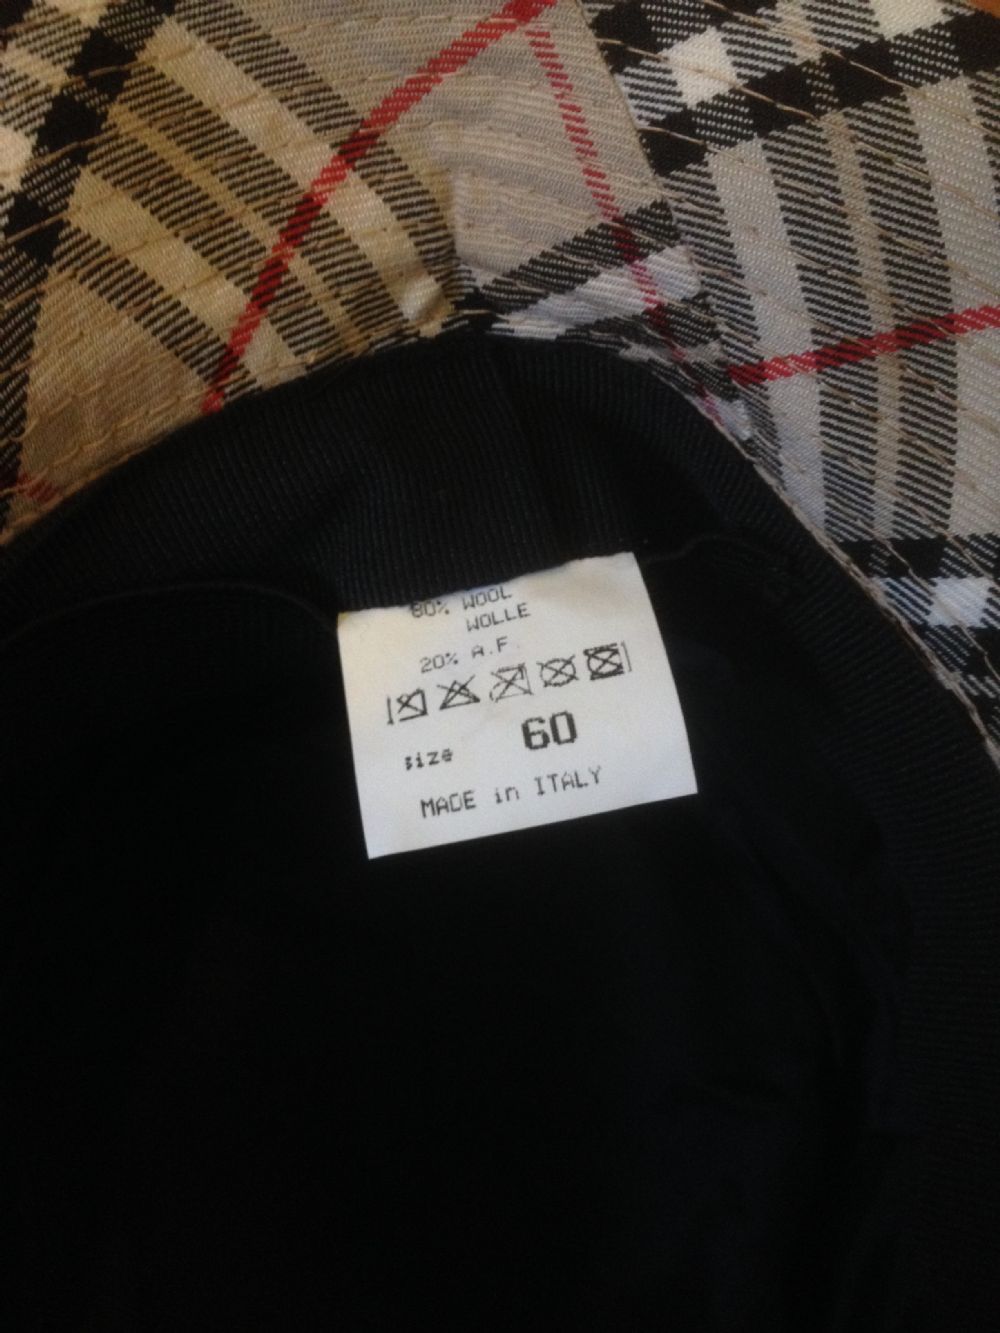 80% WOOL
WOLLE
20% A.F.
size 60
MADE in ITALY